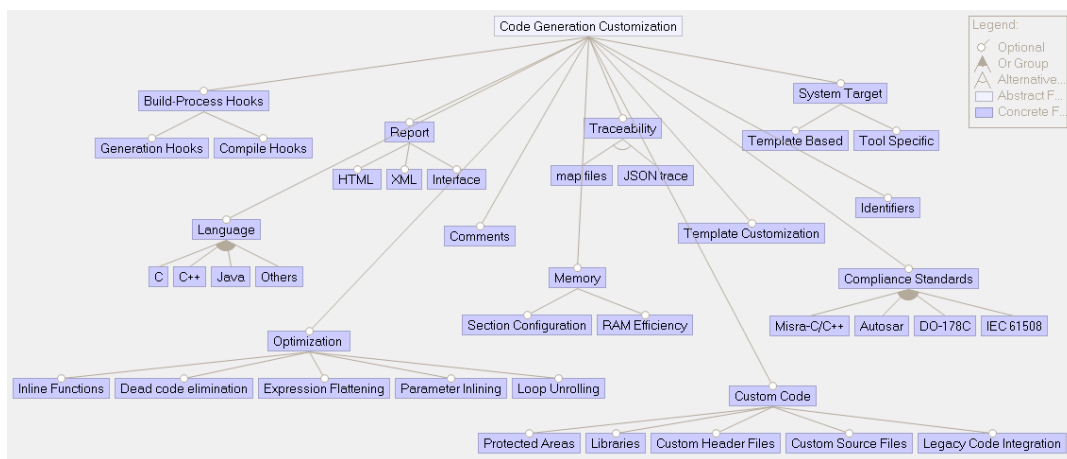 Code Generation Customization
Legend:
Optional
Or Group
Alternative...
Abstract F...
Concrete F...
Build-Process Hooks
System Target
Report
Traceability
Generation Hooks
Compile Hooks
Template Based
Tool Specific
HTML
XML
Interface
map files
JSON trace
Identifiers
Language
Comments
Template Customization
C
C++
Java
Others
Memory
Compliance Standards
Section Configuration
RAM Efficiency
Misra-C/C++
Autosar
DO-178C
IEC 61508
Optimization
Inline Functions
Dead code elimination
Expression Flattening
Parameter Inlining
Loop Unrolling
Custom Code
Protected Areas
Libraries
Custom Header Files
Custom Source Files
Legacy Code Integration